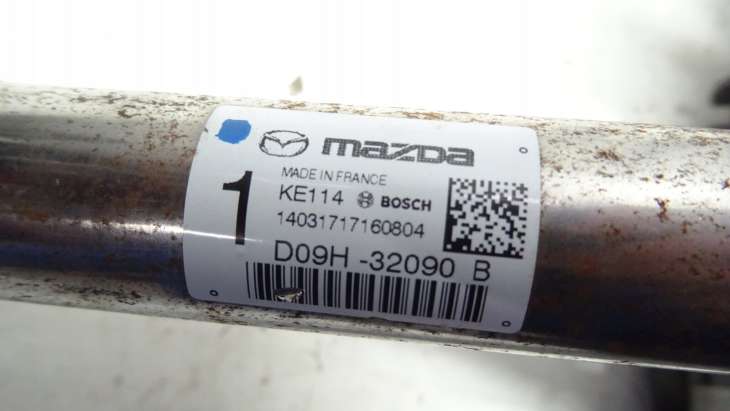 mazda
MADE IN FRANCE
1
KE114 BOSCH
14031717160804
D09H -32090 B